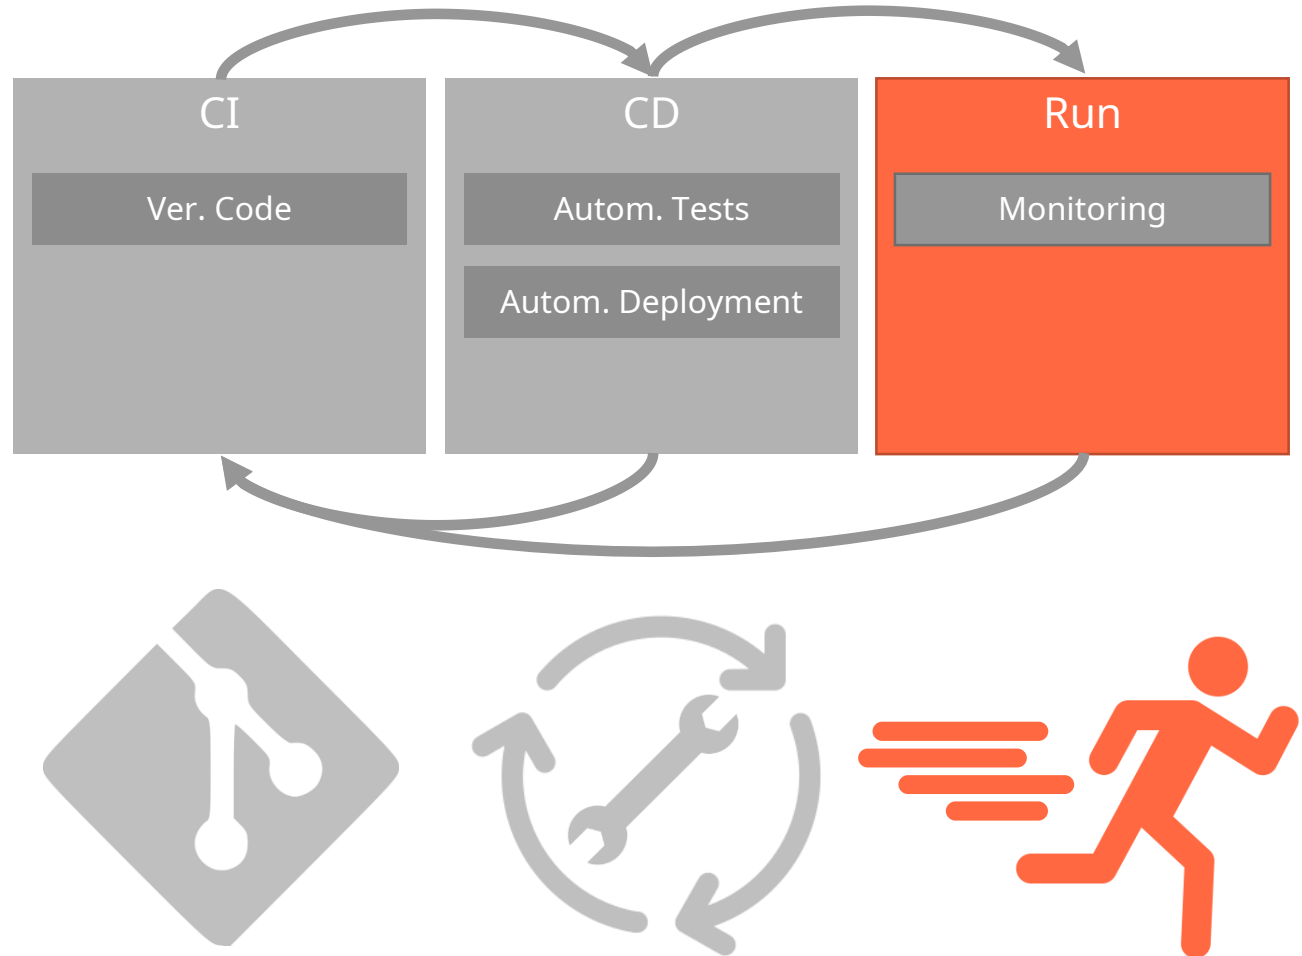 CI
Ver. Code
CD
Autom. Tests
Autom. Deployment
Run
Monitoring